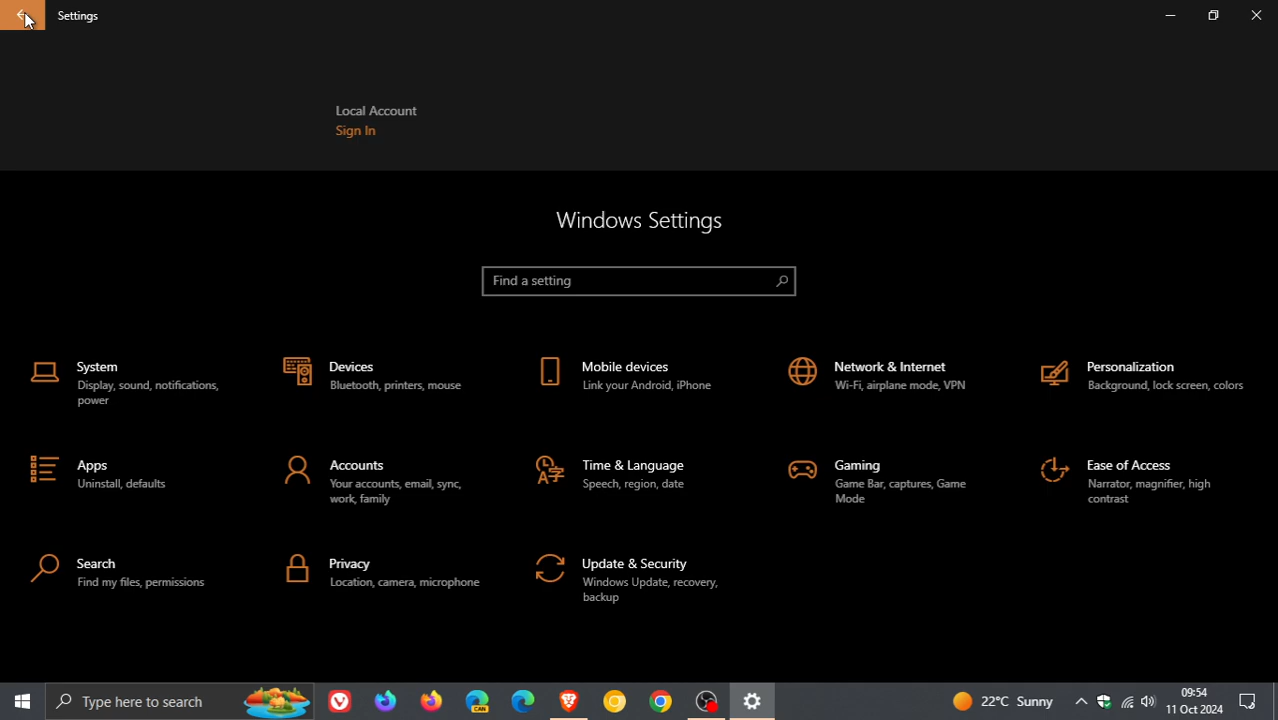 Settings
Local Account
Sign In
Windows Settings
Find a setting
System
Display, sound, notifications,
power
Devices
Bluetooth, printers, mouse
Mobile devices
Link your Android, iPhone
Network & Internet
Wi-Fi, airplane mode, VPN
Personalization
Background, lock screen, colors
Apps
Uninstall, defaults
Accounts
Your accounts, email, sync,
work, family
Time & Language
Speech, region, date
Gaming
Game Bar, captures, Game
Mode
Ease of Access
Narrator, magnifier, high
contrast
Search
Find my files, permissions
Privacy
Location, camera, microphone
Update & Security
Windows Update, recovery,
backup
Type here to search
CAN
22°C Sunny
09:54
11 Oct 2024